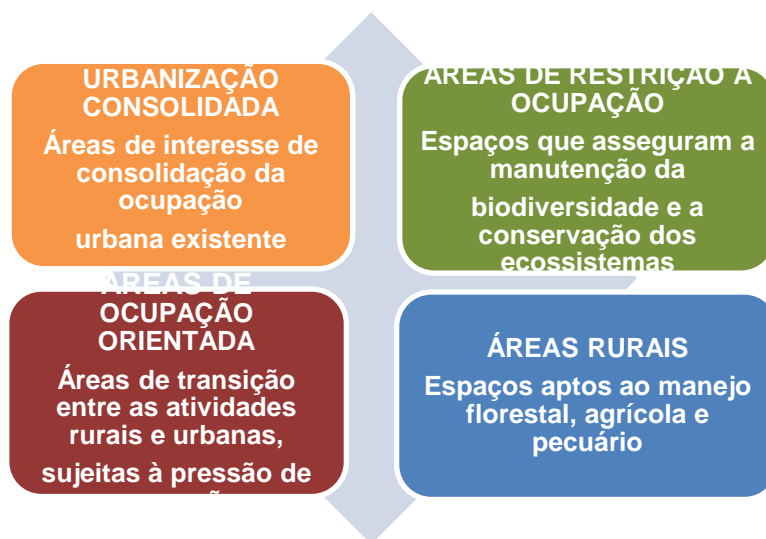 URBANIZAÇÃO
CONSOLIDADA
Áreas de interesse de
consolidação da
ocupação
urbana existente
ÁREAS DE RESTRIÇÃO À
OCUPAÇÃO
Espaços que asseguram a
manutenção da
biodiversidade e a
conservação dos
ecossistemas
ÁREAS DE
OCUPAÇÃO
ORIENTADA
Áreas de transição
entre as atividades
rurais e urbanas,
sujeitas à pressão de
ÁREAS RURAIS
Espaços aptos ao manejo
florestal, agrícola e
pecuário